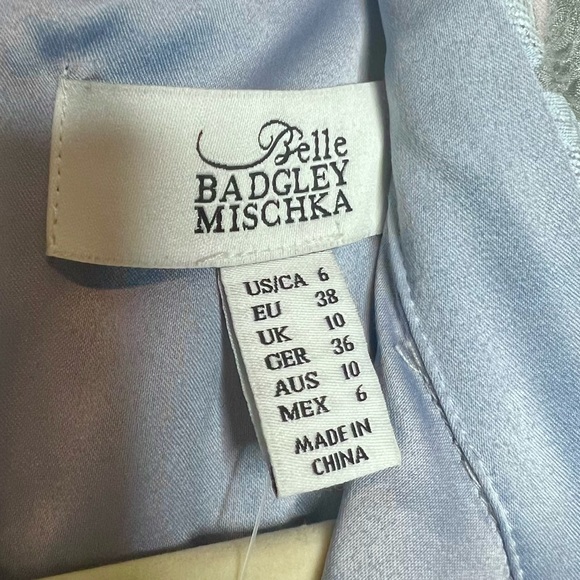 Belle
BADGLEY
MISCHKA
US/CA 6
EU 38
UK 10
GER 36
AUS 10
MEX 6
MADE IN
CHINA